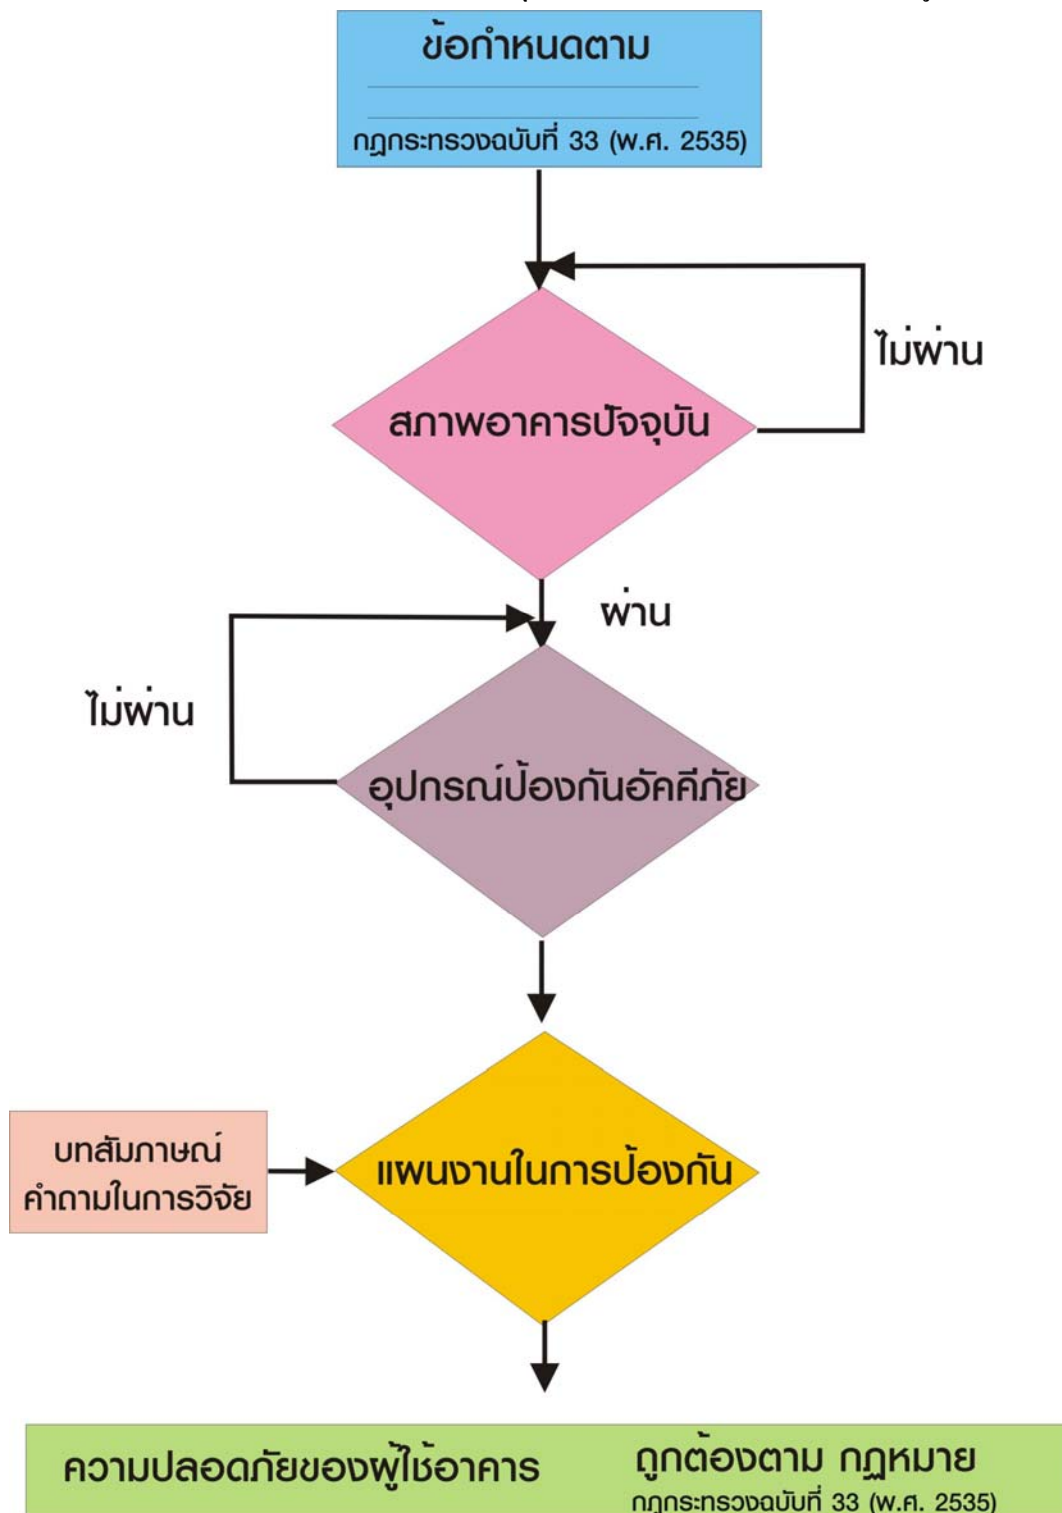 ข้อกำหนดตาม
กฎกระทรวงฉบับที่ 33 (พ.ศ. 2535)
ไม่ผ่าน
สภาพอาคารปัจจุบัน
ผ่าน
ไม่ผ่าน
อุปกรณ์ป้องกันอัคคีภัย
บทสัมภาษณ์
คำถามในการวิจัย
แผนงานในการป้องกัน
ความปลอดภัยของผู้ใช้อาคาร
ถูกต้องตาม กฎหมาย
กฎกระทรวงฉบับที่ 33 (พ.ศ. 2535)